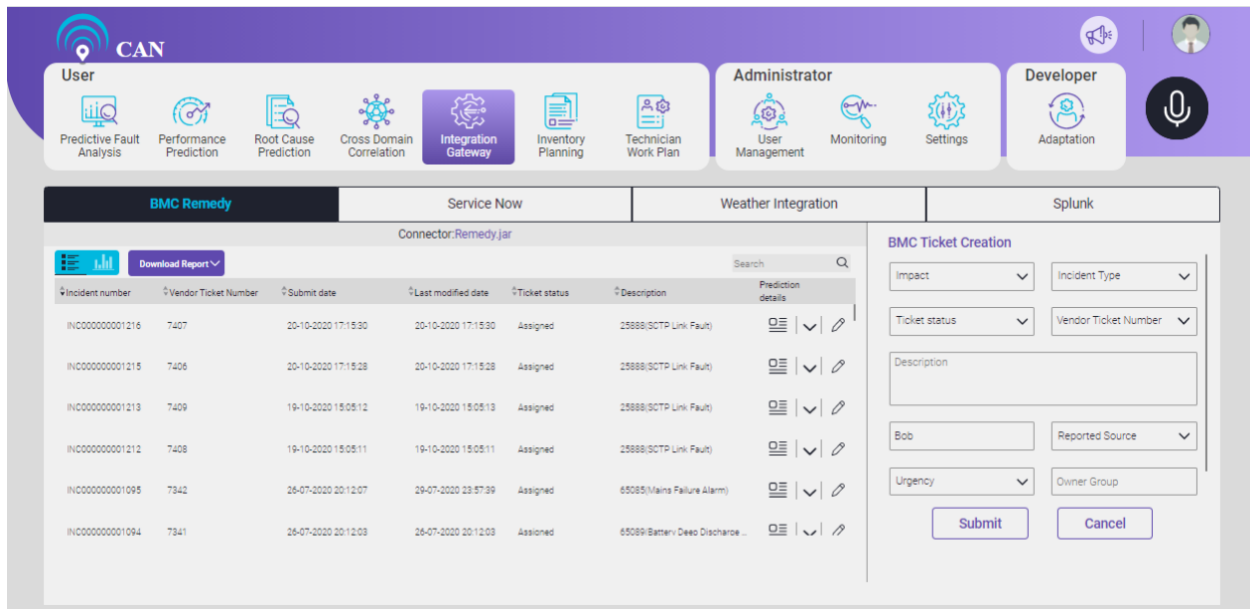 CAN
User
Administrator
Developer
Predictive Fault Analysis
Performance Prediction
Root Cause Prediction
Cross Domain Correlation
Integration Gateway
Inventory Planning
Technician Work Plan
User Management
Monitoring
Settings
Adaptation
BMC Remedy
Service Now
Weather Integration
Splunk
Connector:Remedy.jar
Download Report
Search
Incident number Vendor Ticket Number Submit date Last modified date Ticket status Description Prediction details
INC000000001216 7407 20-10-2020 17:15:30 20-10-2020 17:15:30 Assigned 25888(SCTP Link Fault)
INC000000001215 7406 20-10-2020 17:15:28 20-10-2020 17:15:28 Assigned 25888(SCTP Link Fault)
INC000000001213 7409 19-10-2020 15:05:12 19-10-2020 15:05:13 Assigned 25888(SCTP Link Fault)
INC000000001212 7408 19-10-2020 15:05:11 19-10-2020 15:05:11 Assigned 25888(SCTP Link Fault)
INC000000001095 7342 26-07-2020 20:12:07 29-07-2020 23:57:39 Assigned 65085(Mains Failure Alarm)
INC000000001094 7341 26-07-2020 20:12:03 26-07-2020 20:12:03 Assigned 65089(Battery Deep Discharge ...
BMC Ticket Creation
Impact
Incident Type
Ticket status
Vendor Ticket Number
Description
Bob
Reported Source
Urgency
Owner Group
Submit
Cancel